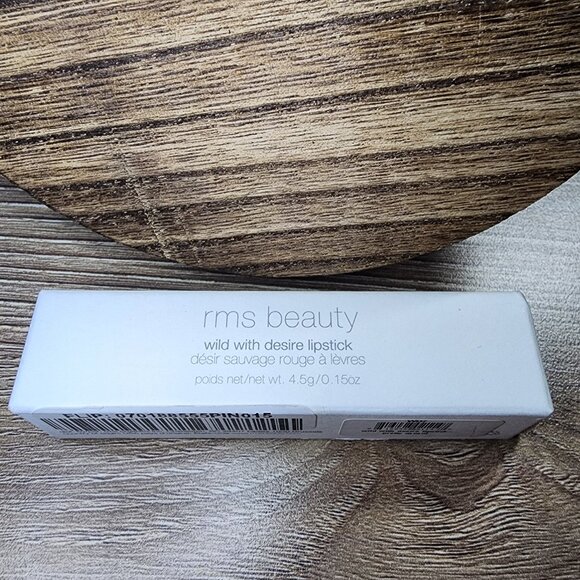 rms beauty
wild with desire lipstick
désir sauvage rouge à lèvres
poids net/net wt. 4.5g/0.15oz